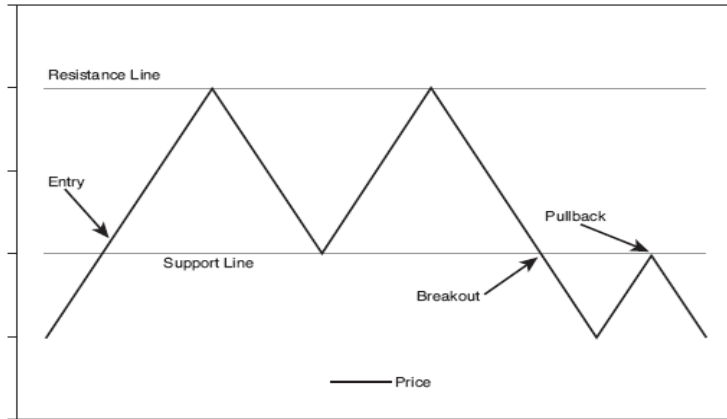 Resistance Line
Entry
Pullback
Support Line
Breakout
Price